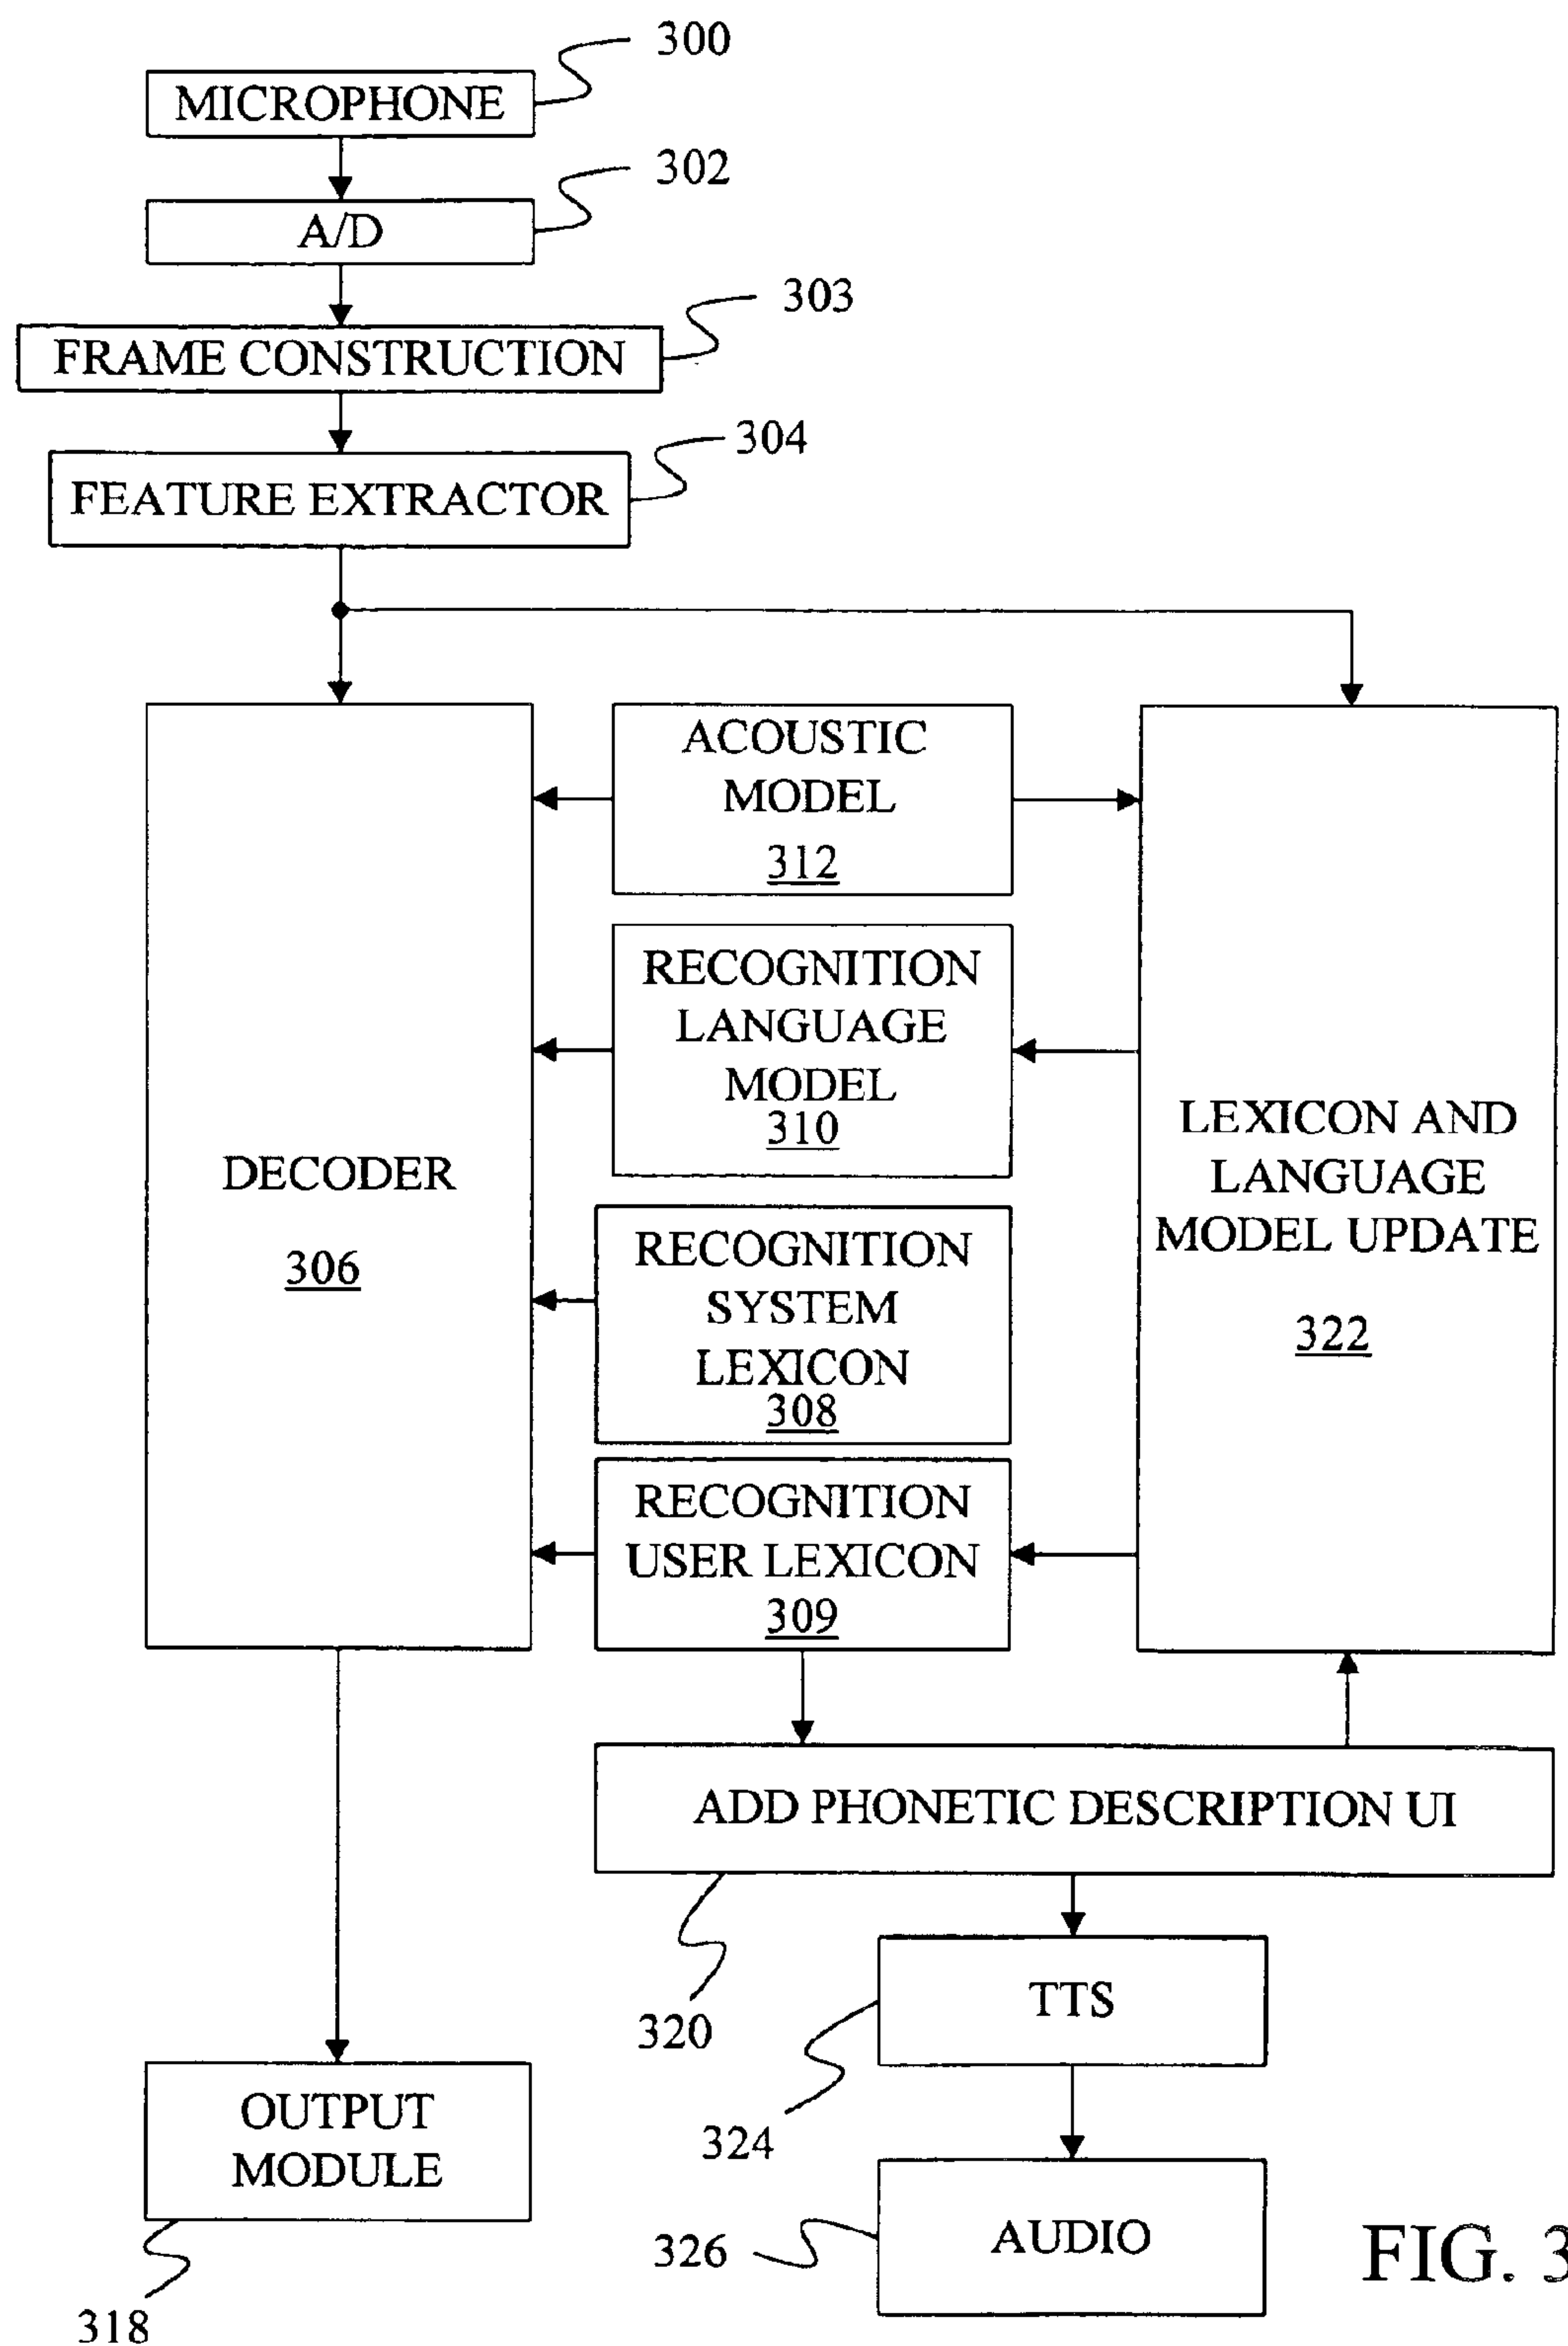 300
MICROPHONE
302
A/D
303
FRAME CONSTRUCTION
304
FEATURE EXTRACTOR
ACOUSTIC
MODEL
312
RECOGNITION
LANGUAGE
MODEL
310
DECODER
306
LEXICON AND
LANGUAGE
MODEL UPDATE
322
RECOGNITION
SYSTEM
LEXICON
308
RECOGNITION
USER LEXICON
309
ADD PHONETIC DESCRIPTION UI
320
TTS
324
OUTPUT
MODULE
318
AUDIO
326
FIG. 3